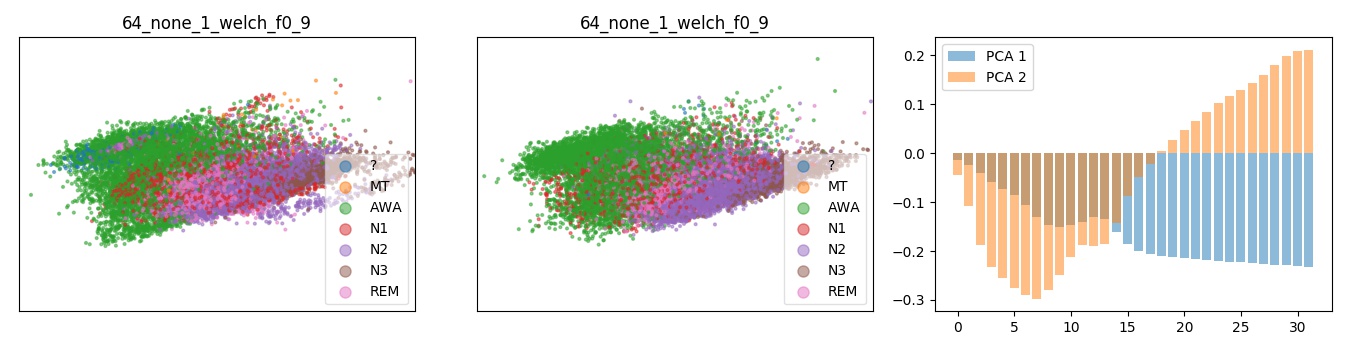 64_none_1_welch_f0_9
?
MT
AWA
N1
N2
N3
REM
64_none_1_welch_f0_9
?
MT
AWA
N1
N2
N3
REM
PCA 1
PCA 2
0.2
0.1
0.0
−0.1
−0.2
−0.3
0 5 10 15 20 25 30